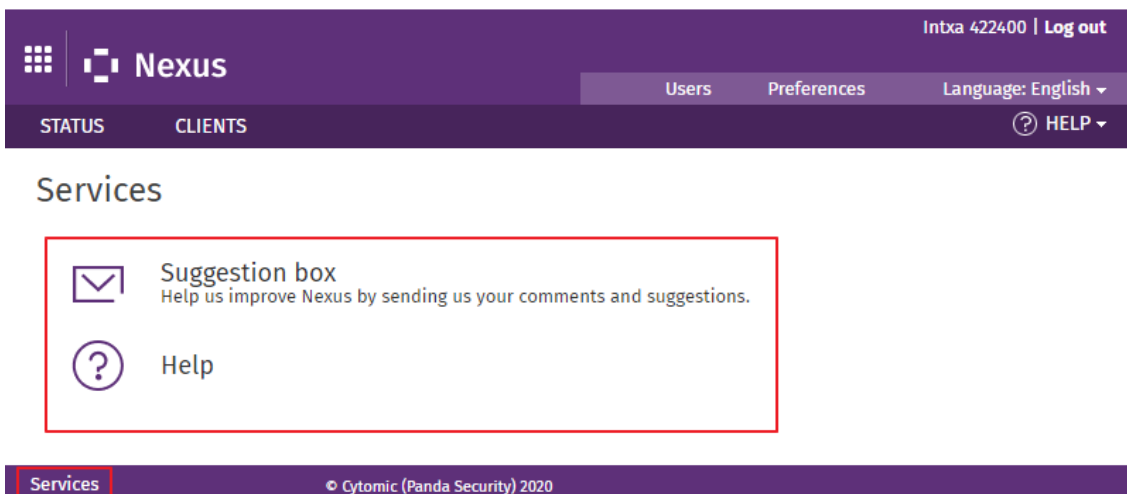 Intxa 422400 | Log out
Nexus
Users Preferences Language: English
STATUS CLIENTS ? HELP
Services
Suggestion box
Help us improve Nexus by sending us your comments and suggestions.
? Help
Services © Cytomic (Panda Security) 2020